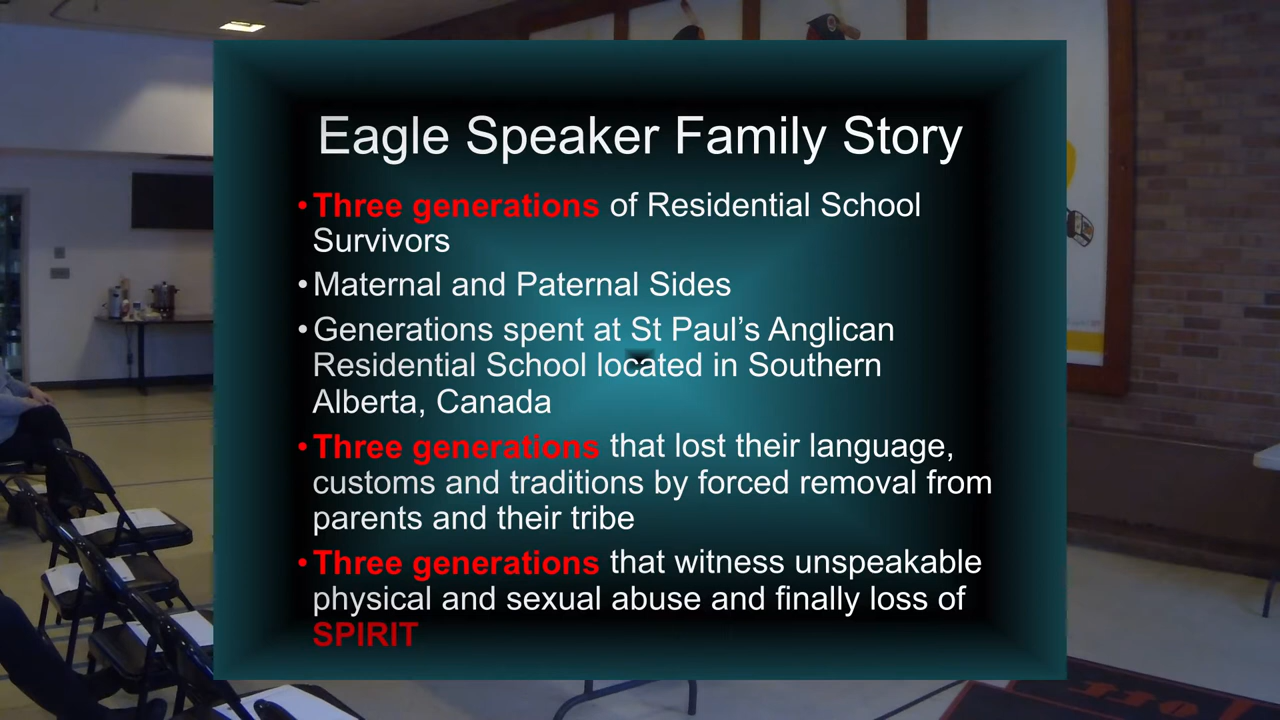 Eagle Speaker Family Story
•Three generations of Residential School
Survivors
•Maternal and Paternal Sides
•Generations spent at St Paul’s Anglican
Residential School located in Southern
Alberta, Canada
•Three generations that lost their language,
customs and traditions by forced removal from
parents and their tribe
•Three generations that witness unspeakable
physical and sexual abuse and finally loss of
SPIRIT